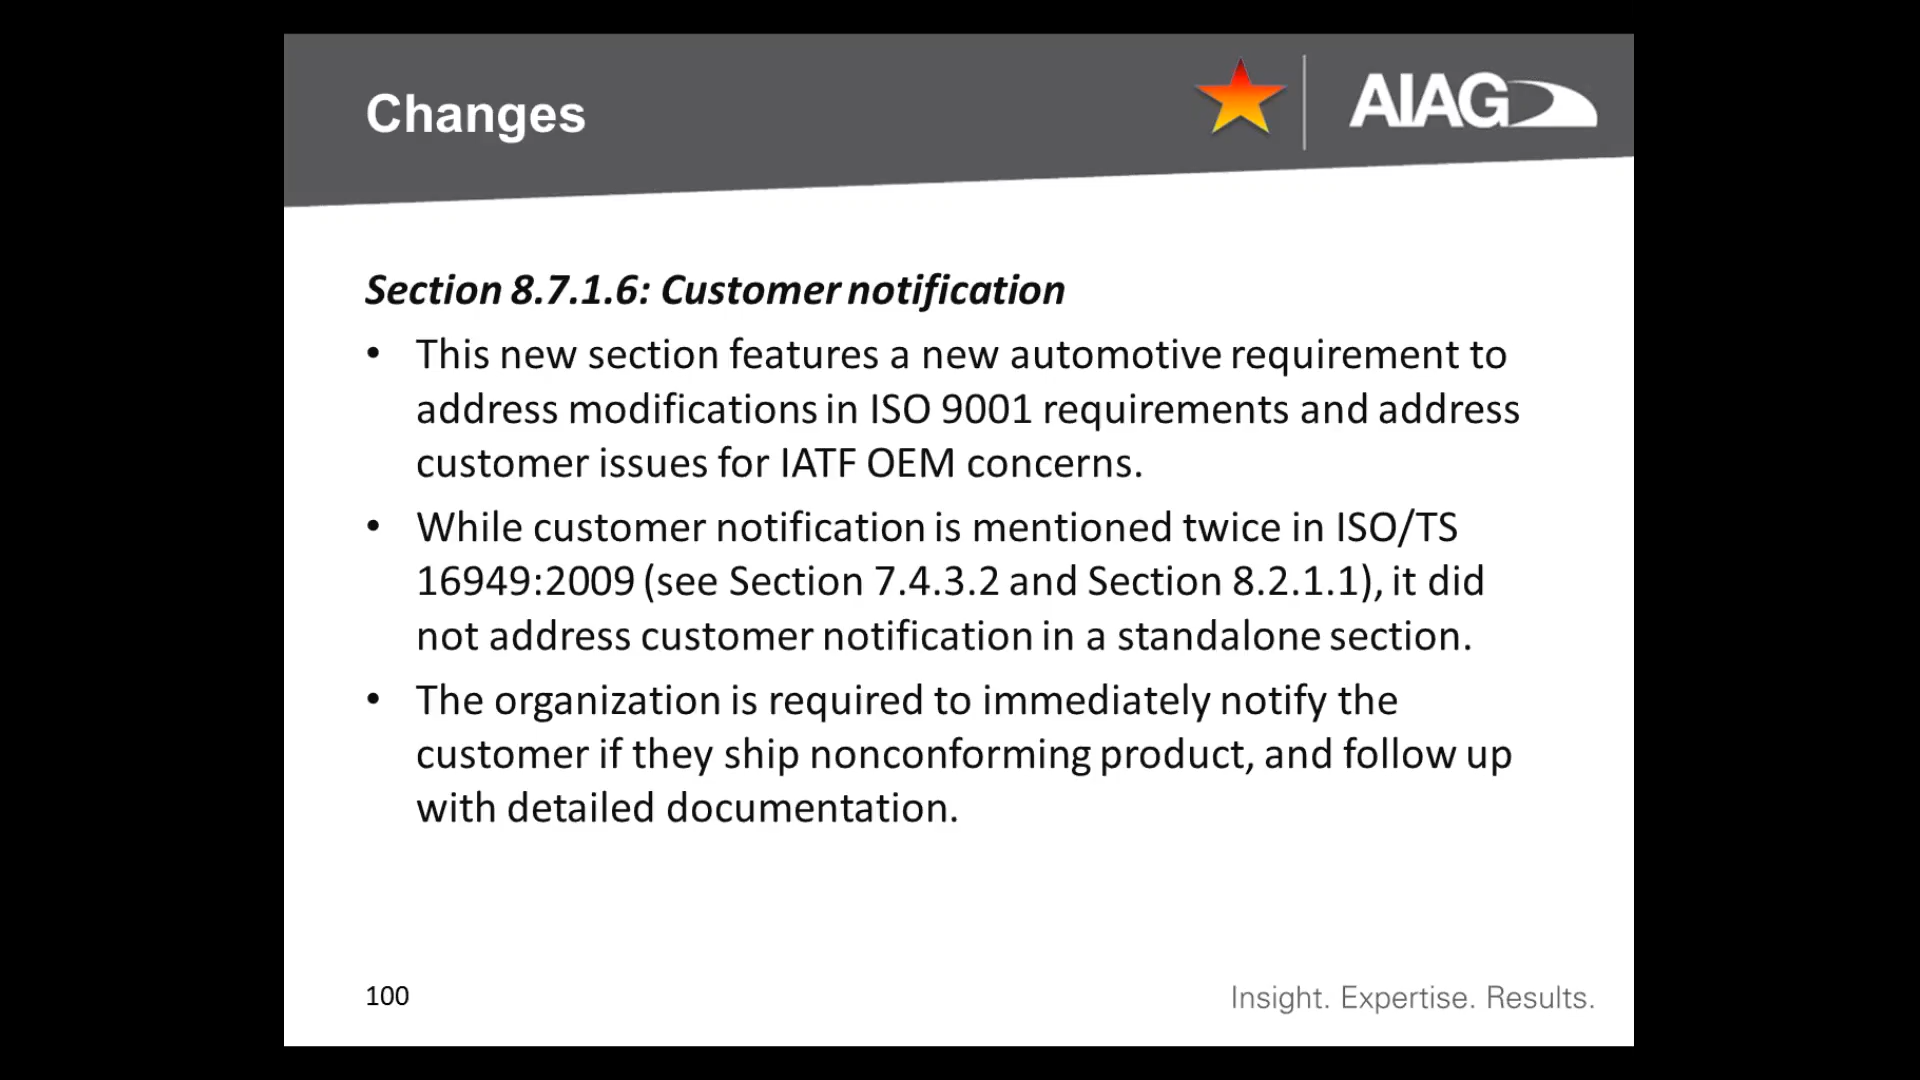 Changes
AIAG
Section 8.7.1.6: Customer notification
• This new section features a new automotive requirement to
address modifications in ISO 9001 requirements and address
customer issues for IATF OEM concerns.
• While customer notification is mentioned twice in ISO/TS
16949:2009 (see Section 7.4.3.2 and Section 8.2.1.1), it did
not address customer notification in a standalone section.
• The organization is required to immediately notify the
customer if they ship nonconforming product, and follow up
with detailed documentation.
100
Insight. Expertise. Results.